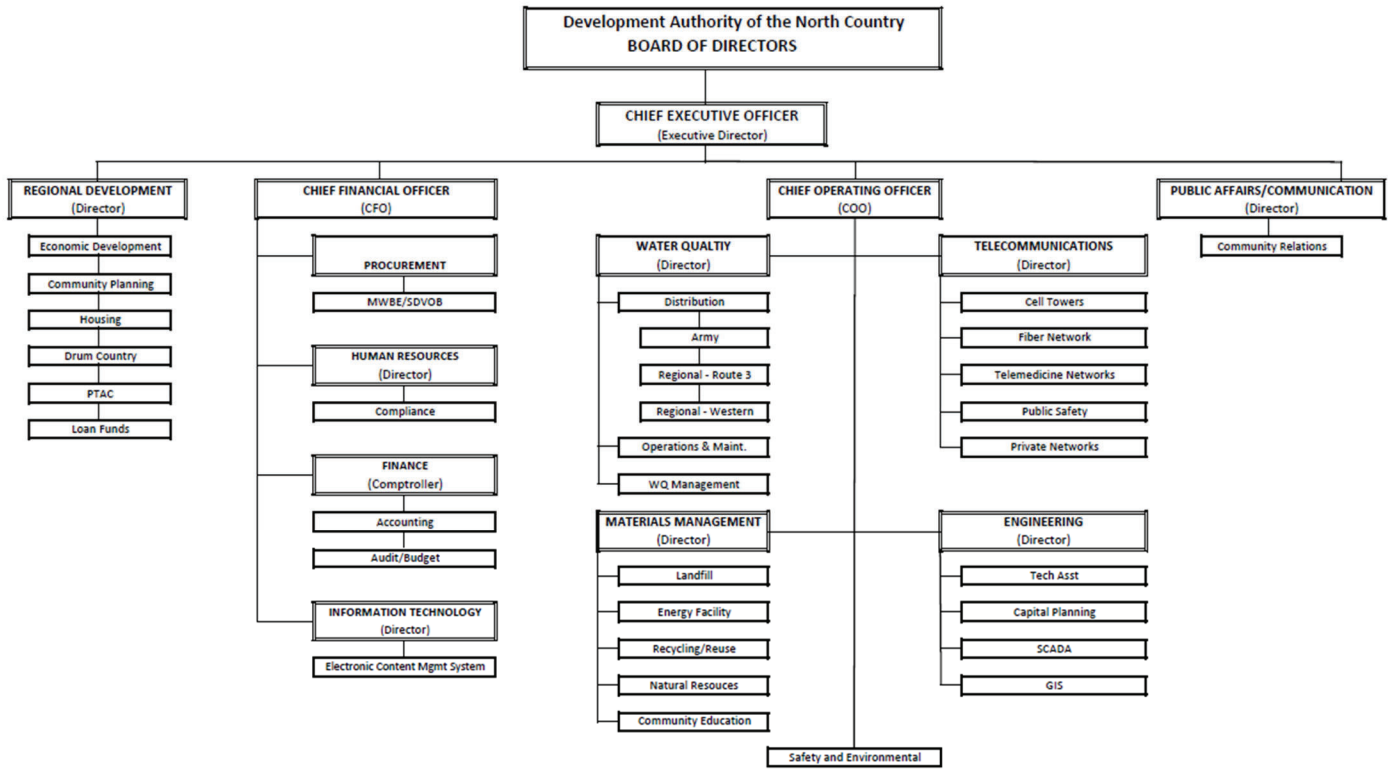 Development Authority of the North Country
BOARD OF DIRECTORS
CHIEF EXECUTIVE OFFICER
(Executive Director)
REGIONAL DEVELOPMENT
(Director)
Economic Development
Community Planning
Housing
Drum Country
PTAC
Loan Funds
CHIEF FINANCIAL OFFICER
(CFO)
PROCUREMENT
MWBE/SDVOB
HUMAN RESOURCES
(Director)
Compliance
FINANCE
(Comptroller)
Accounting
Audit/Budget
INFORMATION TECHNOLOGY
(Director)
Electronic Content Mgmt System
CHIEF OPERATING OFFICER
(COO)
WATER QUALTIY
(Director)
Distribution
Army
Regional - Route 3
Regional - Western
Operations & Maint.
WQ Management
TELECOMMUNICATIONS
(Director)
Cell Towers
Fiber Network
Telemedicine Networks
Public Safety
Private Networks
MATERIALS MANAGEMENT
(Director)
Landfill
Energy Facility
Recycling/Reuse
Natural Resouces
Community Education
ENGINEERING
(Director)
Tech Asst
Capital Planning
SCADA
GIS
Safety and Environmental
PUBLIC AFFAIRS/COMMUNICATION
(Director)
Community Relations